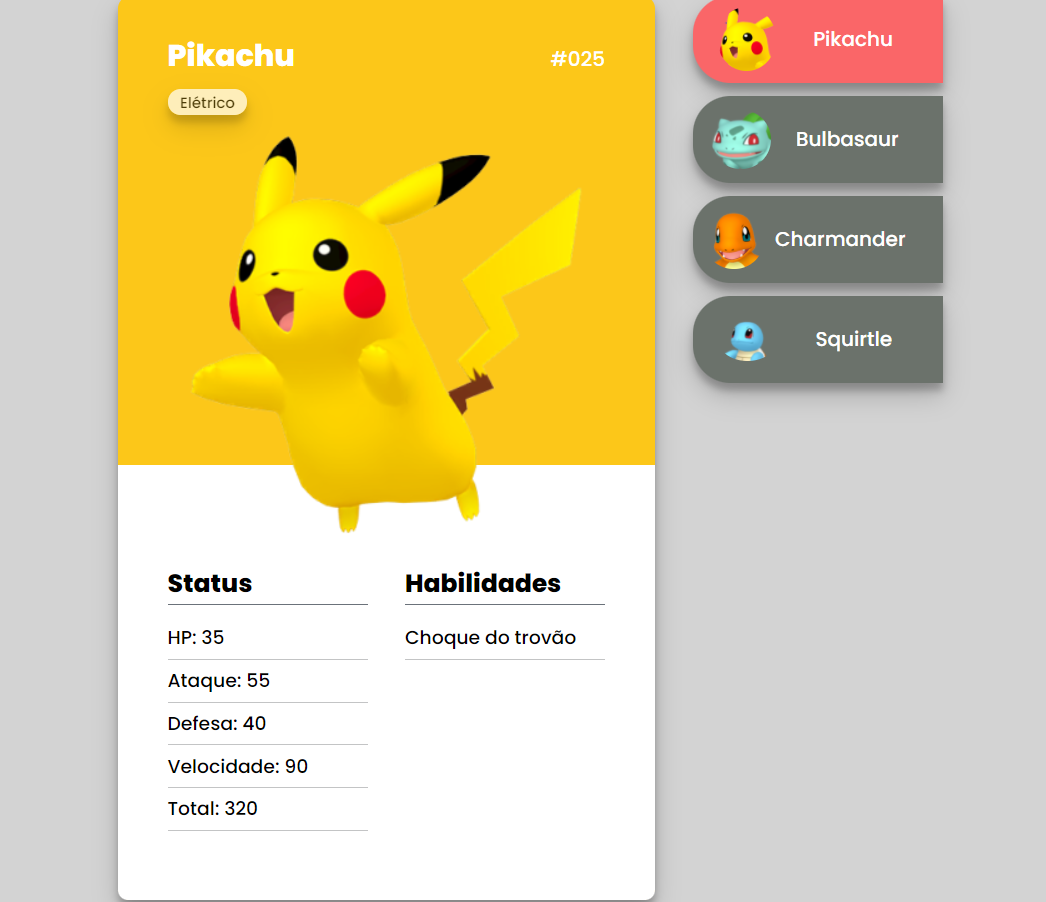 Pikachu
#025
Elétrico
Status
HP: 35
Ataque: 55
Defesa: 40
Velocidade: 90
Total: 320
Habilidades
Choque do trovão
Pikachu
Bulbasaur
Charmander
Squirtle